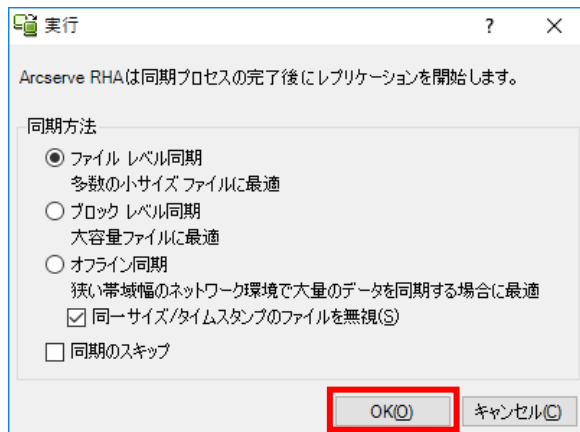 実行
Arcserve RHAは同期プロセスの完了後にレプリケーションを開始します。
同期方法
ファイル レベル同期
多数の小サイズ ファイルに最適
ブロック レベル同期
大容量ファイルに最適
オフライン同期
狭い帯域幅のネットワーク環境で大量のデータを同期する場合に最適
同一サイズ/タイムスタンプのファイルを無視(S)
同期のスキップ
OK(O) キャンセル(C)